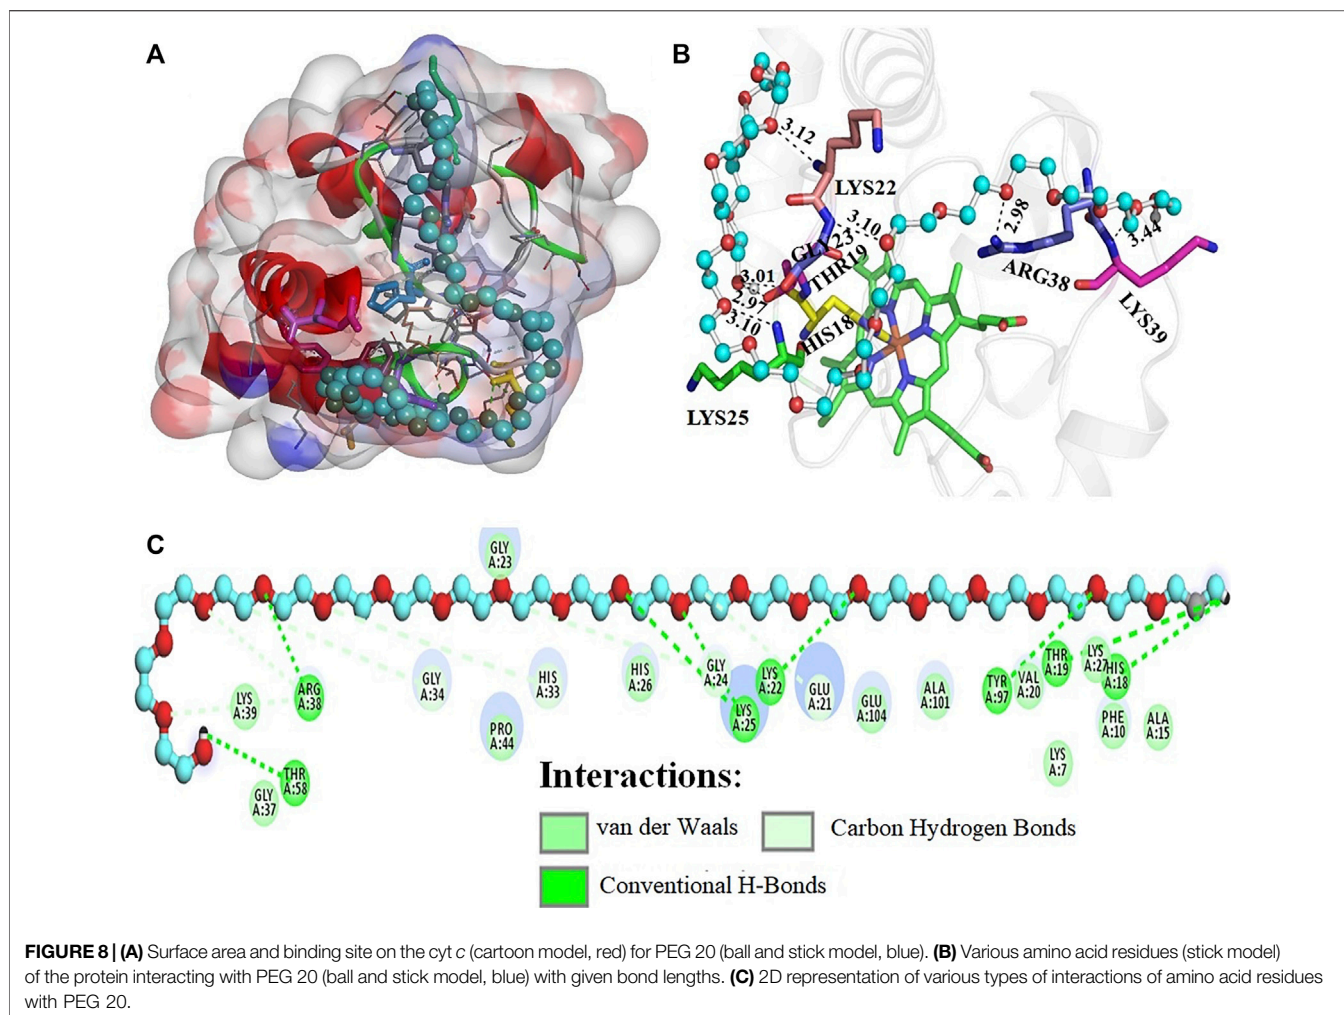 A
B
3.12
LYS22
3.10
GLY23
THR19
3.01
2.97
3.10
HIS18
LYS25
2.98
3.44
ARG38
LYS39
C
GLY
A:23
LYS
A:39
ARG
A:38
GLY
A:34
PRO
A:44
HIS
A:33
HIS
A:26
GLY
A:24
LYS
A:25
LYS
A:22
GLU
A:21
GLU
A:104
ALA
A:101
TYR
A:97
VAL
A:20
THR
A:19
LYS
A:27
HIS
A:18
PHE
A:10
ALA
A:15
LYS
A:7
THR
A:58
GLY
A:37
Interactions:
van der Waals
Carbon Hydrogen Bonds
Conventional H-Bonds
FIGURE 8 | (A) Surface area and binding site on the cyt c (cartoon model, red) for PEG 20 (ball and stick model, blue). (B) Various amino acid residues (stick model)
of the protein interacting with PEG 20 (ball and stick model, blue) with given bond lengths. (C) 2D representation of various types of interactions of amino acid residues
with PEG 20.